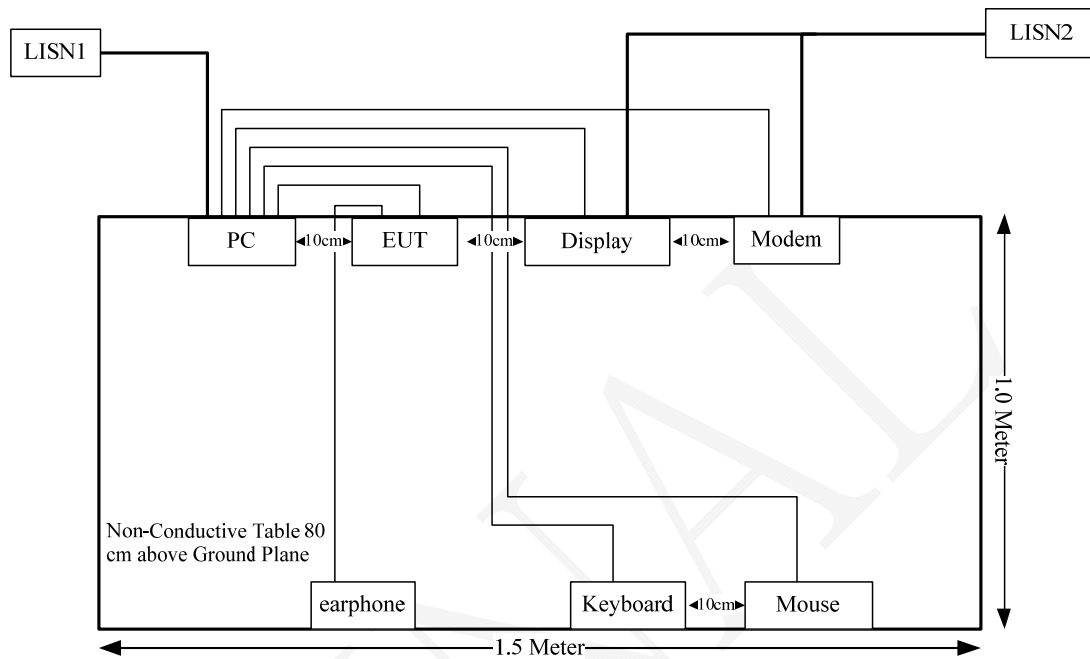 LISN1
LISN2
PC
10cm
EUT
10cm
Display
10cm
Modem
1.0 Meter
Non-Conductive Table 80
cm above Ground Plane
earphone
Keyboard
10cm
Mouse
1.5 Meter